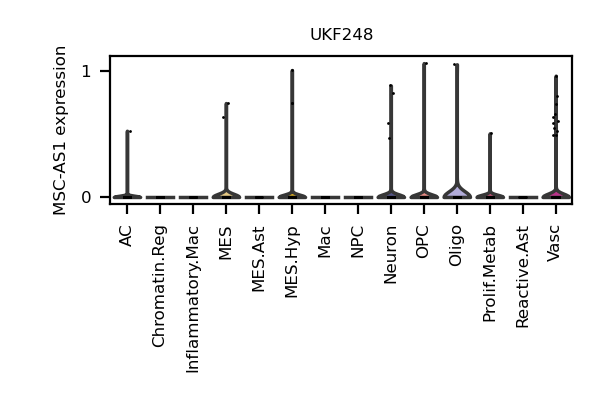 UKF248
MSC-AS1 expression
1
0
AC
Chromatin.Reg
Inflammatory.Mac
MES
MES.Ast
MES.Hyp
Mac
NPC
Neuron
OPC
Oligo
Prolif.Metab
Reactive.Ast
Vasc